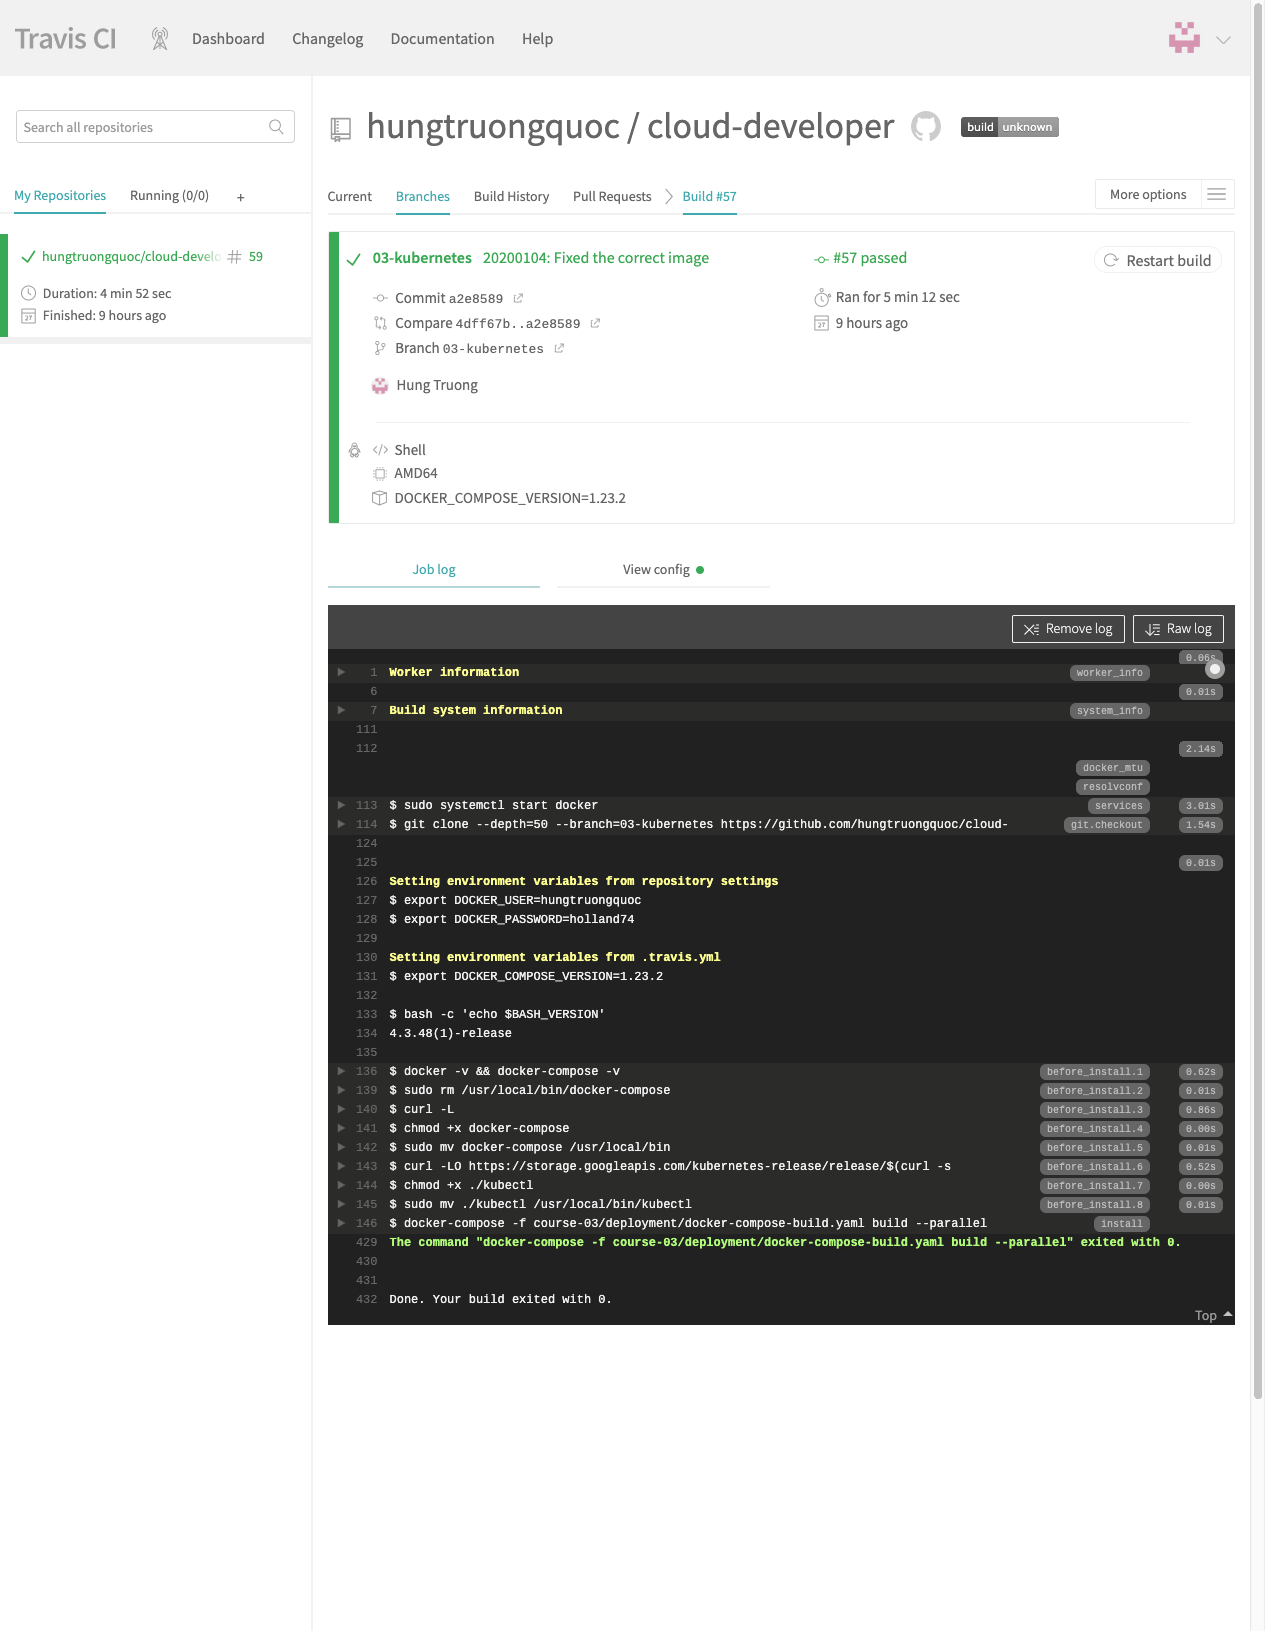 Travis CI
Dashboard
Changelog
Documentation
Help
Search all repositories
My Repositories
Running (0/0)
+
hungtruongquoc/cloud-develo
# 59
Duration: 4 min 52 sec
Finished: 9 hours ago
hungtruongquoc / cloud-developer
build unknown
Current
Branches
Build History
Pull Requests
Build #57
More options
03-kubernetes 20200104: Fixed the correct image
#57 passed
Restart build
Commit a2e8589
Ran for 5 min 12 sec
Compare 4dff67b..a2e8589
9 hours ago
Branch 03-kubernetes
Hung Truong
</> Shell
AMD64
DOCKER_COMPOSE_VERSION=1.23.2
Job log
View config
Remove log
Raw log
0.06s
1 Worker information worker_info
6 0.01s
7 Build system information system_info
111
112 2.14s
docker_mtu
resolvconf
113 $ sudo systemctl start docker services 3.01s
114 $ git clone --depth=50 --branch=03-kubernetes https://github.com/hungtruongquoc/cloud- git.checkout 1.54s
124
125 0.01s
126 Setting environment variables from repository settings
127 $ export DOCKER_USER=hungtruongquoc
128 $ export DOCKER_PASSWORD=holland74
129
130 Setting environment variables from .travis.yml
131 $ export DOCKER_COMPOSE_VERSION=1.23.2
132
133 $ bash -c 'echo $BASH_VERSION'
134 4.3.48(1)-release
135
136 $ docker -v && docker-compose -v before_install.1 0.62s
139 $ sudo rm /usr/local/bin/docker-compose before_install.2 0.01s
140 $ curl -L before_install.3 0.86s
141 $ chmod +x docker-compose before_install.4 0.00s
142 $ sudo mv docker-compose /usr/local/bin before_install.5 0.01s
143 $ curl -LO https://storage.googleapis.com/kubernetes-release/release/$(curl -s before_install.6 0.52s
144 $ chmod +x ./kubectl before_install.7 0.00s
145 $ sudo mv ./kubectl /usr/local/bin/kubectl before_install.8 0.01s
146 $ docker-compose -f course-03/deployment/docker-compose-build.yaml build --parallel install
429 The command "docker-compose -f course-03/deployment/docker-compose-build.yaml build --parallel" exited with 0.
430
431
432 Done. Your build exited with 0.
Top